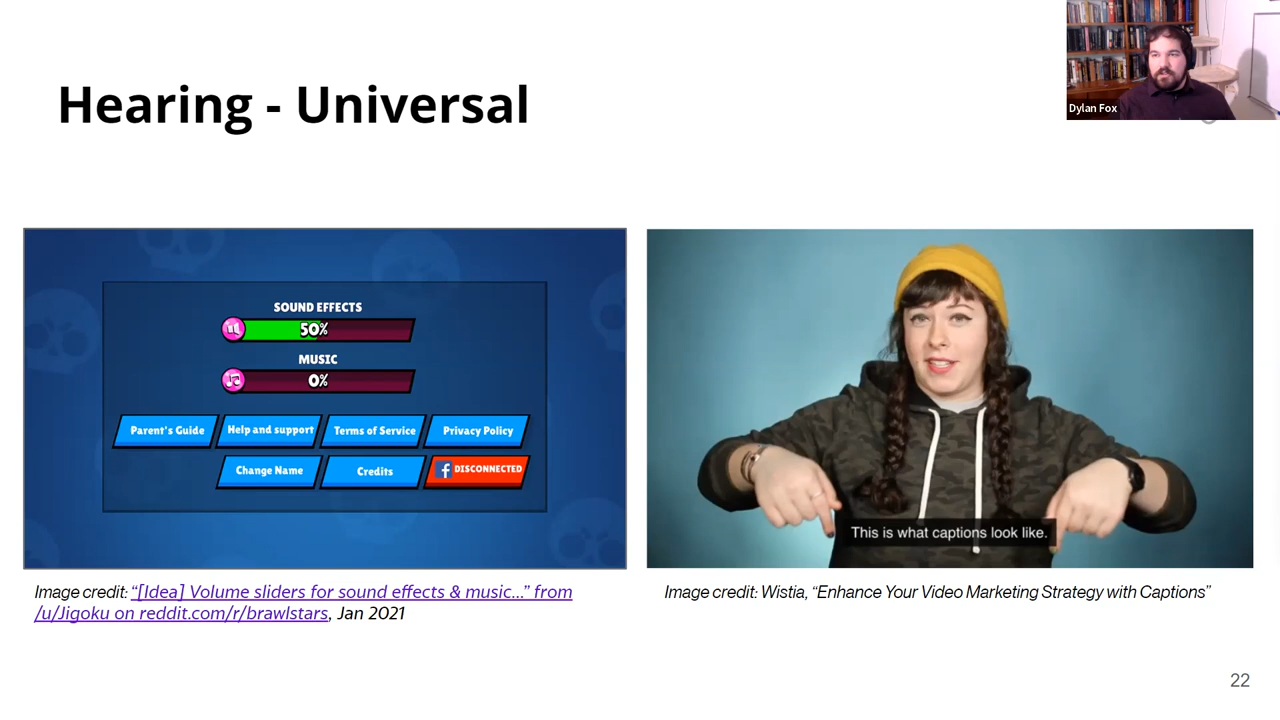 Hearing - Universal
Dylan Fox
SOUND EFFECTS
50%
MUSIC
0%
Parent's Guide
Help and support
Terms of Service
Privacy Policy
Change Name
Credits
f DISCONNECTED
This is what captions look like.
Image credit: “[Idea] Volume sliders for sound effects & music...” from
/u/Jigoku on reddit.com/r/brawlstars, Jan 2021
Image credit: Wistia, “Enhance Your Video Marketing Strategy with Captions”
22